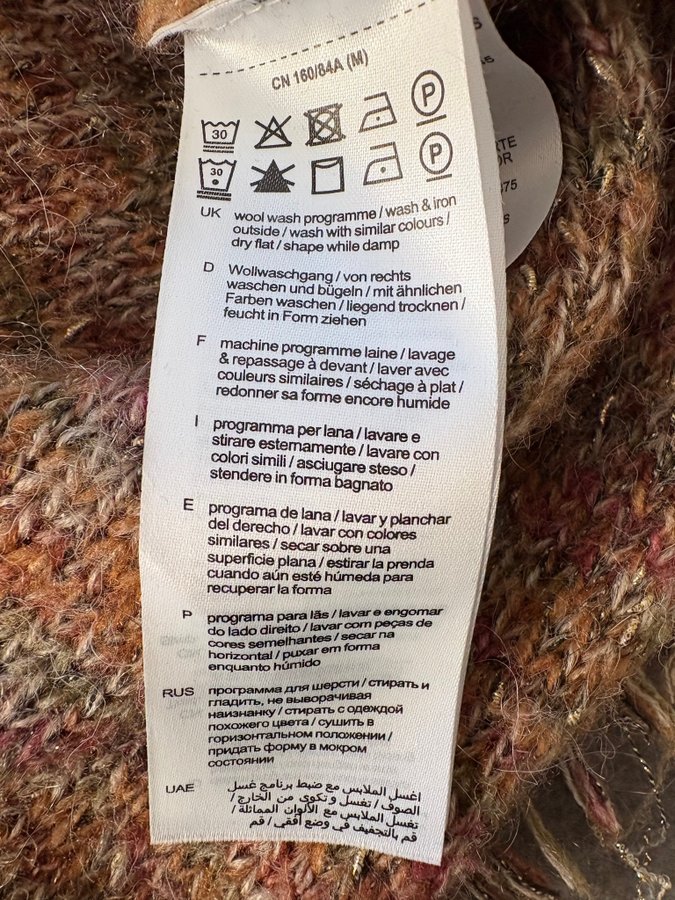 CN 160/84A (M)
30
P
30
P
UK wool wash programme / wash & iron
outside / wash with similar colours /
dry flat / shape while damp
D Wollwaschgang / von rechts
waschen und bügeln / mit ähnlichen
Farben waschen / liegend trocknen /
feucht in Form ziehen
F machine programme laine / lavage
& repassage à devant / laver avec
couleurs similaires / séchage à plat /
redonner sa forme encore humide
I programma per lana / lavare e
stirare esternamente / lavare con
colori simili / asciugare steso /
stendere in forma bagnato
E programa de lana / lavar y planchar
del derecho / lavar con colores
similares / secar sobre una
superficie plana / estirar la prenda
cuando aún esté húmeda para
recuperar la forma
P programa para lãs / lavar e engomar
do lado direito / lavar com peças de
cores semelhantes / secar na
horizontal / puxar em forma
enquanto húmido
RUS программа для шерсти / стирать и
гладить, не выворачивая
наизнанку / стирать с одеждой
похожего цвета / сушить в
горизонтальном положении /
придать форму в мокром
состоянии
UAE اغسل الملابس مع ضبط برنامج غسل
الصوف / تغسل وتكوى من الخارج /
تغسل الملابس مع الألوان المماثلة /
قم بالتجفيف في وضع أفقي / قم
RTE
OR
375
S